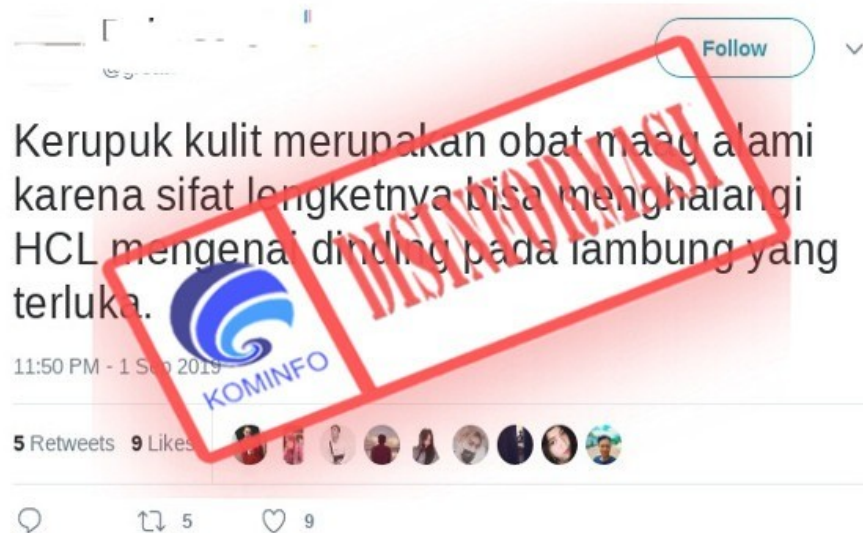 Follow
Kerupuk kulit merupakan obat maag alami
karena sifat lengketnya bisa menghalangi
HCL mengenai dinding pada lambung yang
terluka.
DISINFORMASI
KOMINFO
11:50 PM - 1 Sep 2019
5 Retweets 9 Likes
5 9